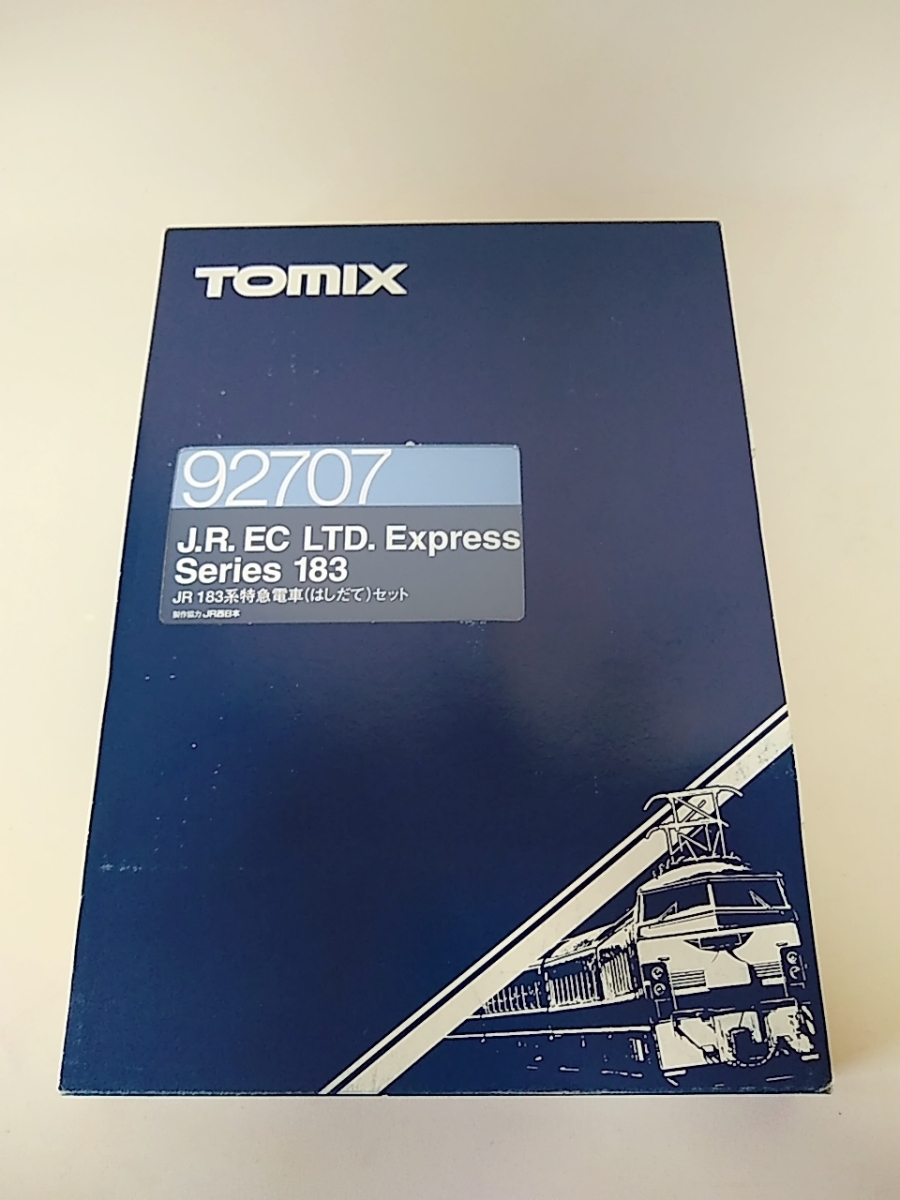 TOMIX
92707
J.R. EC LTD. Express
Series 183
JR 183系特急電車(はしだて)セット
製作協力 JR西日本